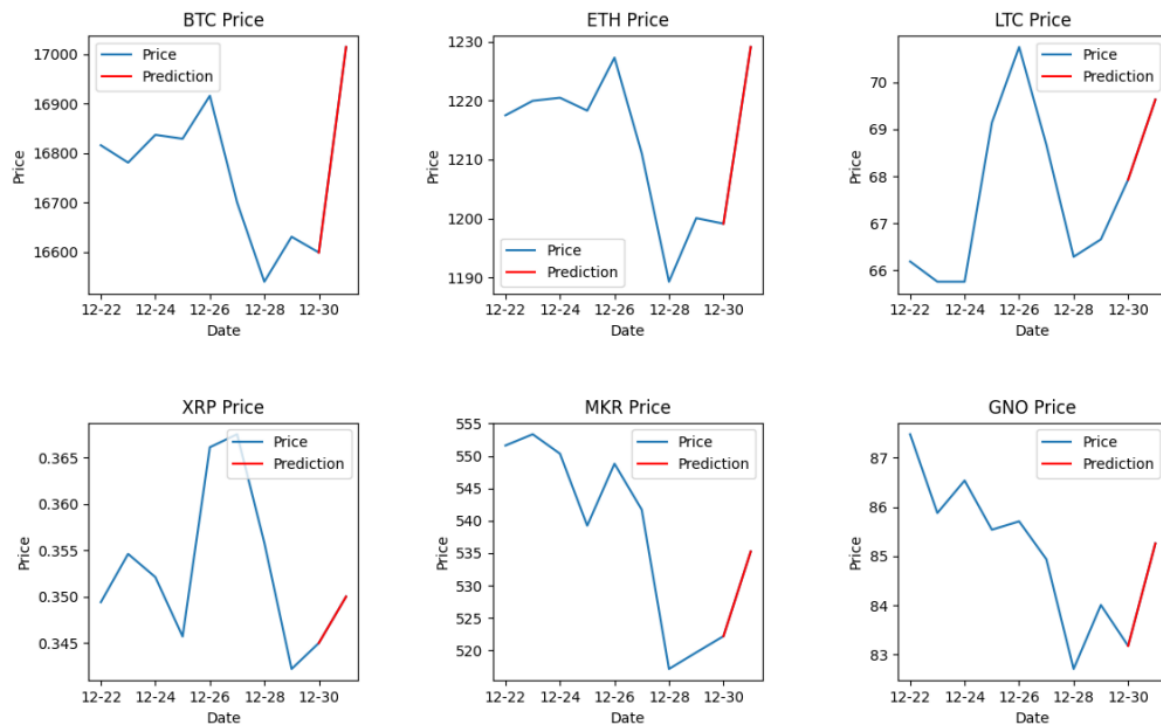 BTC Price
Price
Prediction
17000
16900
16800
16700
16600
Price
12-22 12-24 12-26 12-28 12-30
Date
ETH Price
Price
Prediction
1230
1220
1210
1200
1190
Price
12-22 12-24 12-26 12-28 12-30
Date
LTC Price
Price
Prediction
70
69
68
67
66
Price
12-22 12-24 12-26 12-28 12-30
Date
XRP Price
Price
Prediction
0.365
0.360
0.355
0.350
0.345
Price
12-22 12-24 12-26 12-28 12-30
Date
MKR Price
Price
Prediction
555
550
545
540
535
530
525
520
Price
12-22 12-24 12-26 12-28 12-30
Date
GNO Price
Price
Prediction
87
86
85
84
83
Price
12-22 12-24 12-26 12-28 12-30
Date